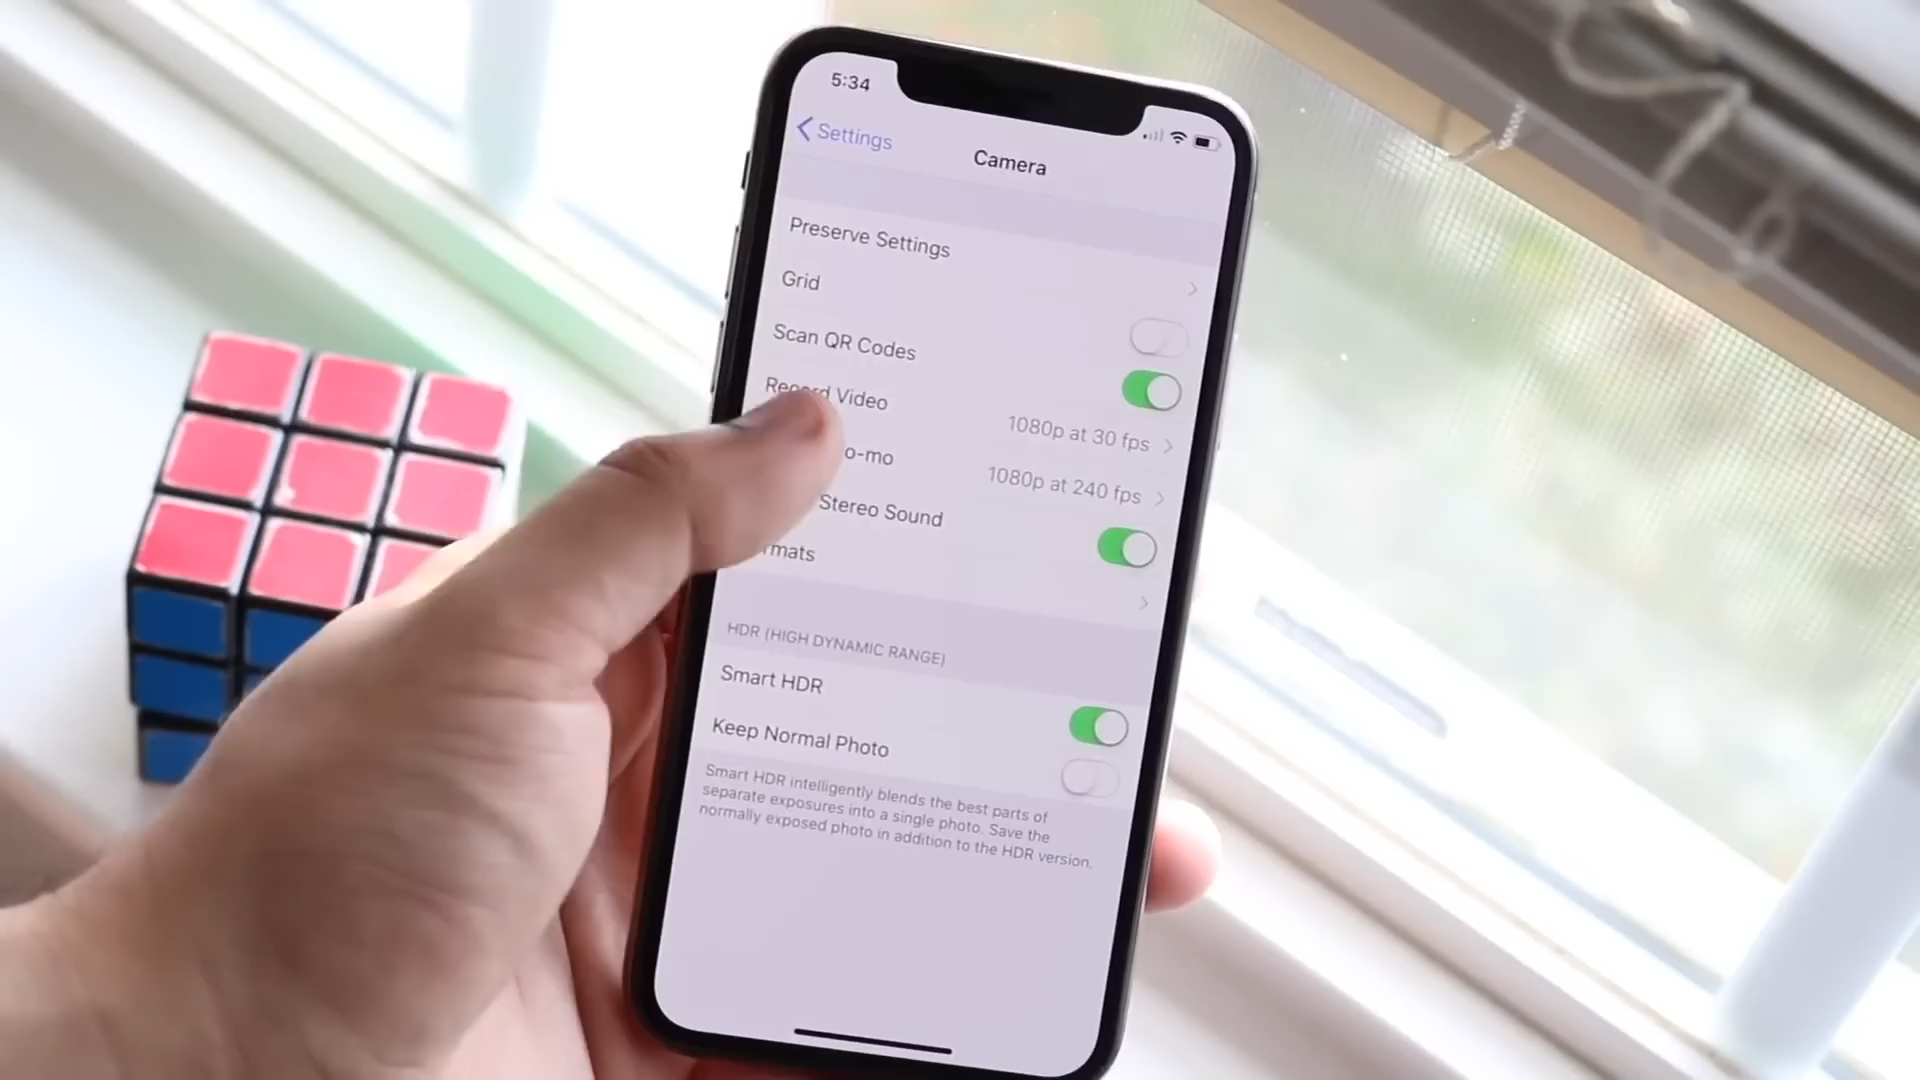 5:34
Settings
Camera
Preserve Settings
Grid
Scan QR Codes
Record Video 1080p at 30 fps
o-mo 1080p at 240 fps
Stereo Sound
rmats
HDR (HIGH DYNAMIC RANGE)
Smart HDR
Keep Normal Photo
Smart HDR intelligently blends the best parts of
separate exposures into a single photo. Save the
normally exposed photo in addition to the HDR version.